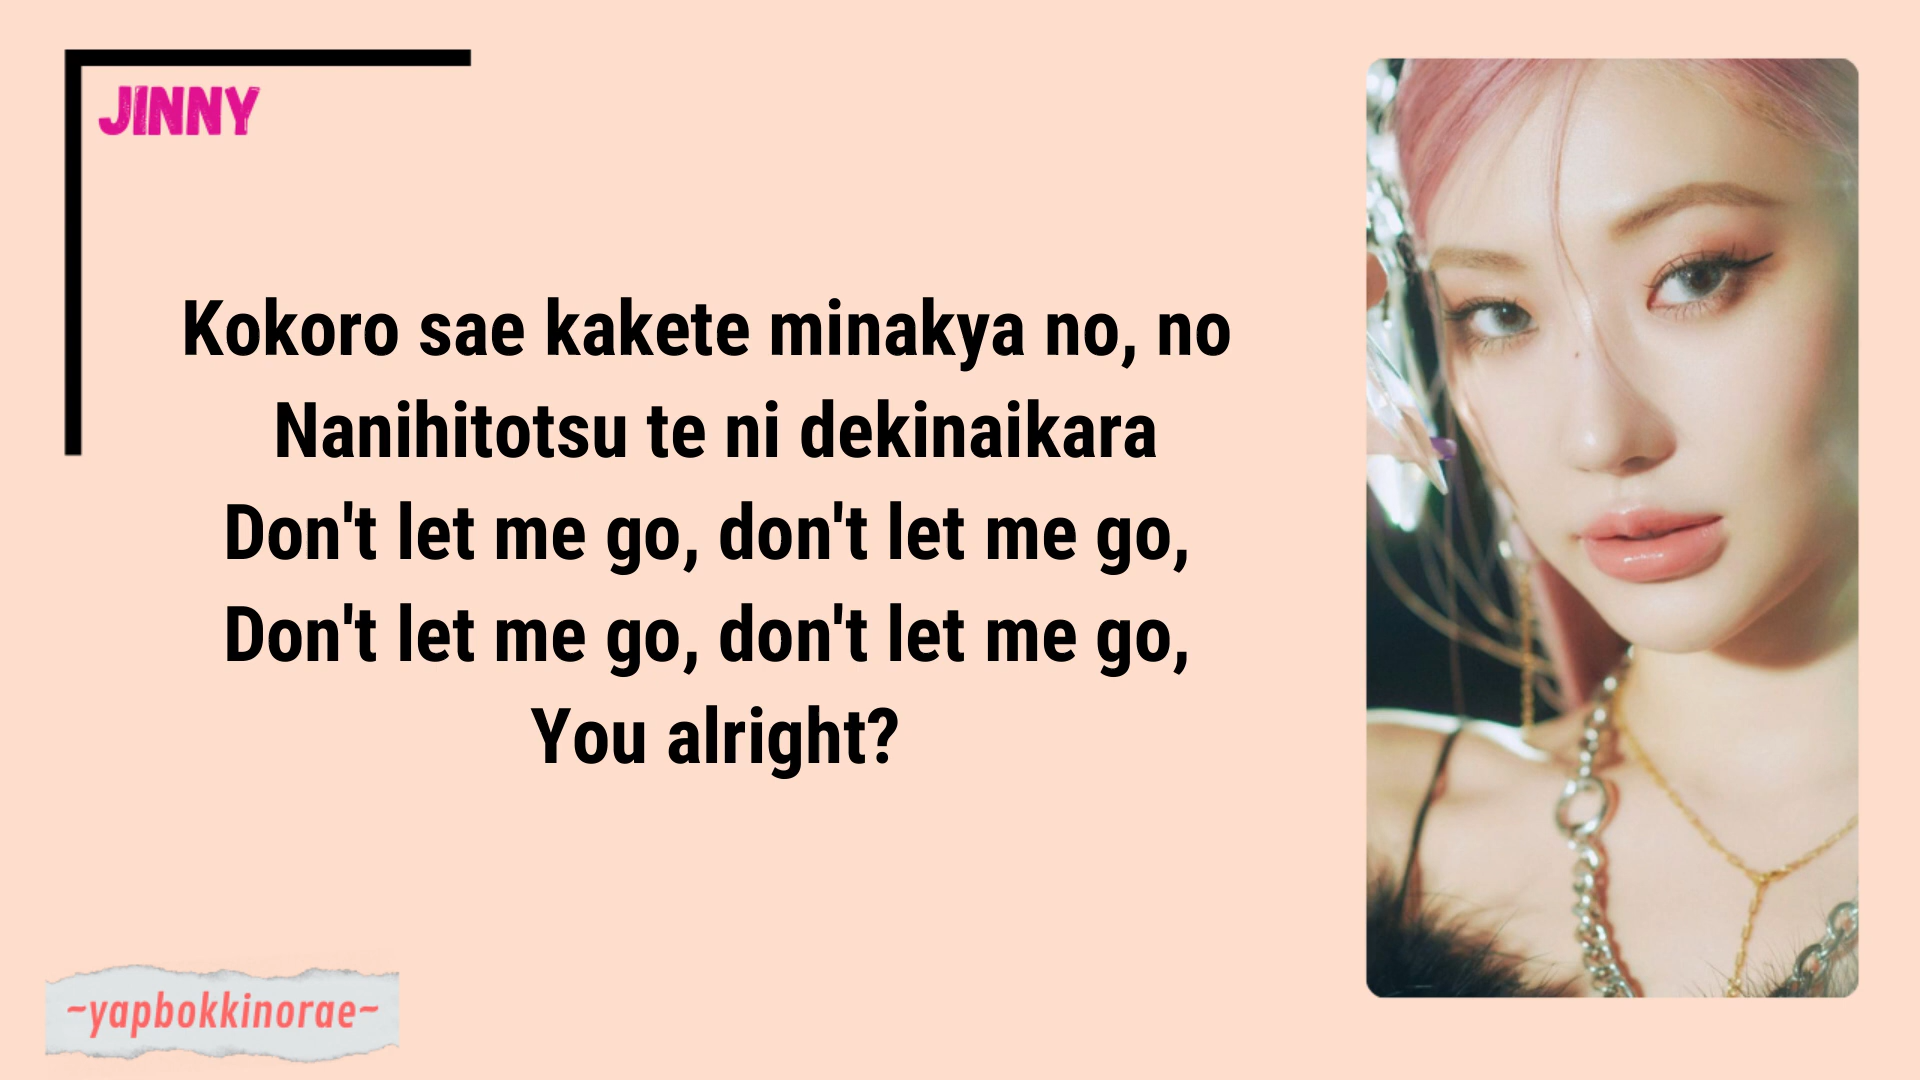 JINNY
Kokoro sae kakete minakya no, no
Nanihitotsu te ni dekinaikara
Don't let me go, don't let me go,
Don't let me go, don't let me go,
You alright?
~yapbokkinorae~